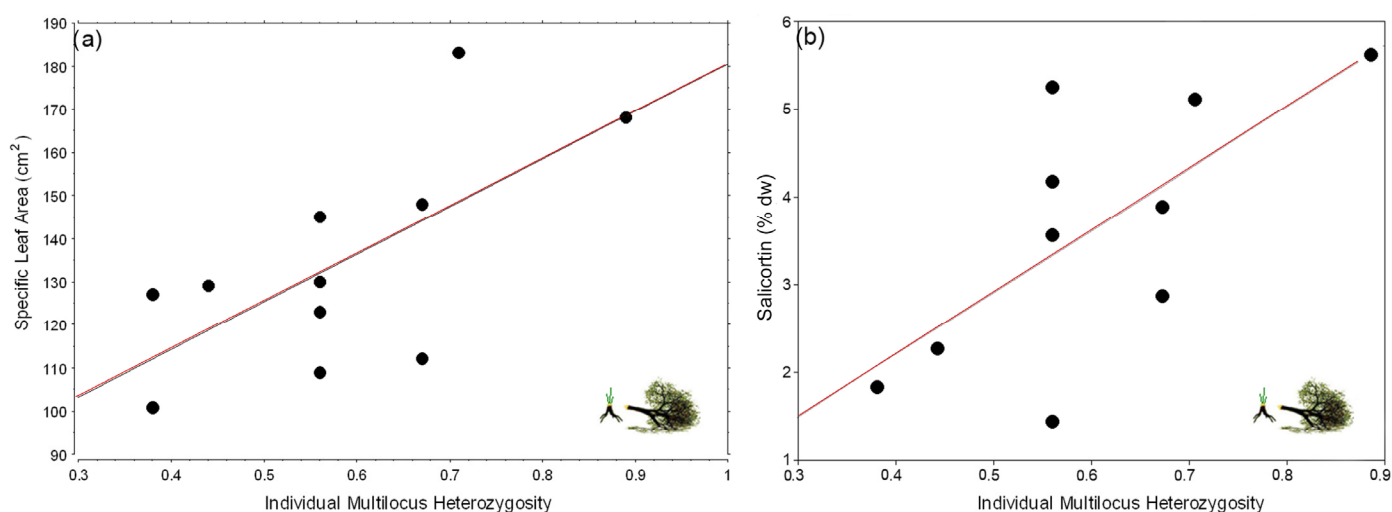 (a)
190
180
170
160
150
140
130
120
110
100
90
Specific Leaf Area (cm²)
0.3 0.4 0.5 0.6 0.7 0.8 0.9 1
Individual Multilocus Heterozygosity
(b)
6
5
4
3
2
1
Salicortin (% dw)
0.3 0.4 0.5 0.6 0.7 0.8 0.9
Individual Multilocus Heterozygosity